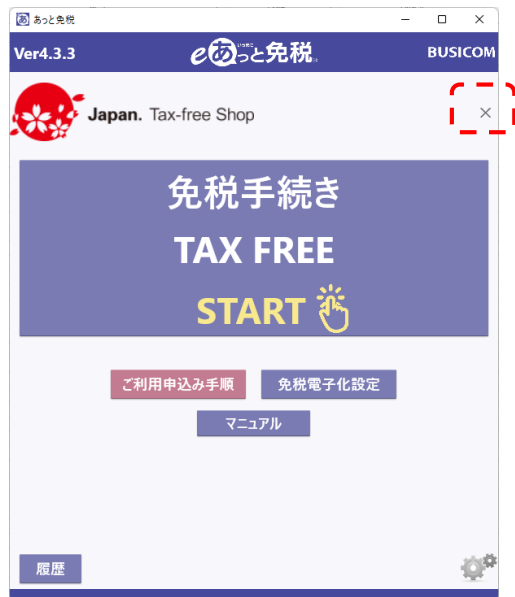 あっと免税
Ver4.3.3
eあっと免税
BUSICOM
Japan. Tax-free Shop
免税手続き
TAX FREE
START
ご利用申込み手順
免税電子化設定
マニュアル
履歴